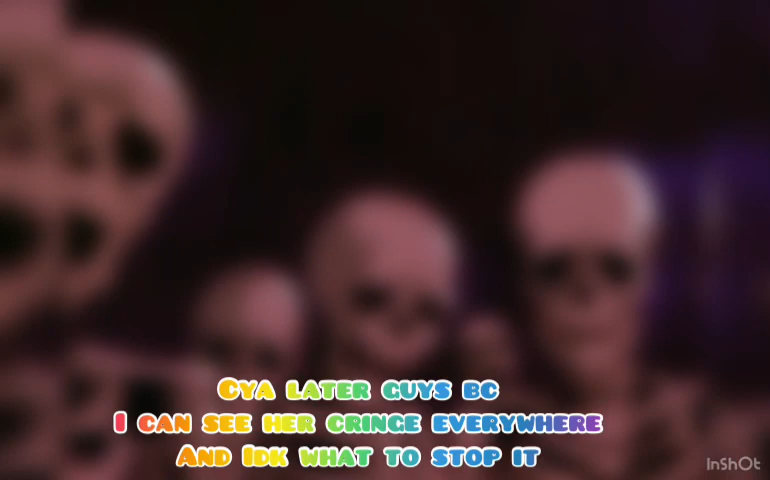 Cya later guys bc
I can see her cringe everywhere
And Idk what to stop it
InShOt